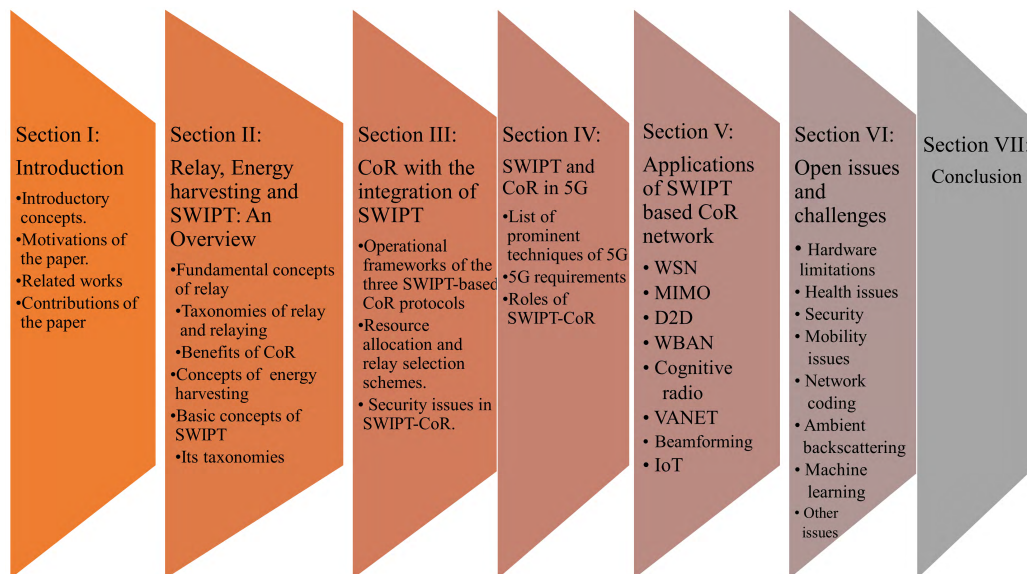 Section I:
Introduction
•Introductory
concepts.
•Motivations of
the paper.
•Related works
•Contributions of
the paper
Section II:
Relay, Energy
harvesting and
SWIPT: An
Overview
•Fundamental concepts
of relay
•Taxonomies of relay
and relaying
•Benefits of CoR
•Concepts of energy
harvesting
•Basic concepts of
SWIPT
•Its taxonomies
Section III:
CoR with the
integration of
SWIPT
•Operational
frameworks of the
three SWIPT-based
CoR protocols
•Resource
allocation and
relay selection
schemes.
• Security issues in
SWIPT-CoR.
Section IV:
SWIPT and
CoR in 5G
•List of
prominent
techniques of 5G
•5G requirements
•Roles of
SWIPT-CoR
Section V:
Applications
of SWIPT
based CoR
network
• WSN
• MIMO
• D2D
• WBAN
• Cognitive
radio
• VANET
• Beamforming
• IoT
Section VI:
Open issues
and
challenges
• Hardware
limitations
• Health issues
• Security
• Mobility
issues
• Network
coding
• Ambient
backscattering
• Machine
learning
• Other
issues
Section VII:
Conclusion